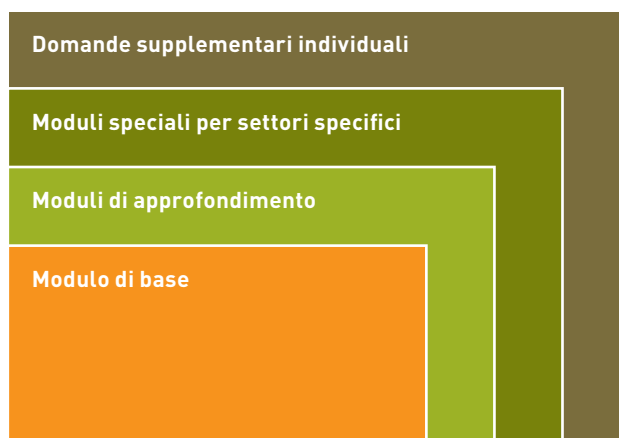 Domande supplementari individuali
Moduli speciali per settori specifici
Moduli di approfondimento
Modulo di base